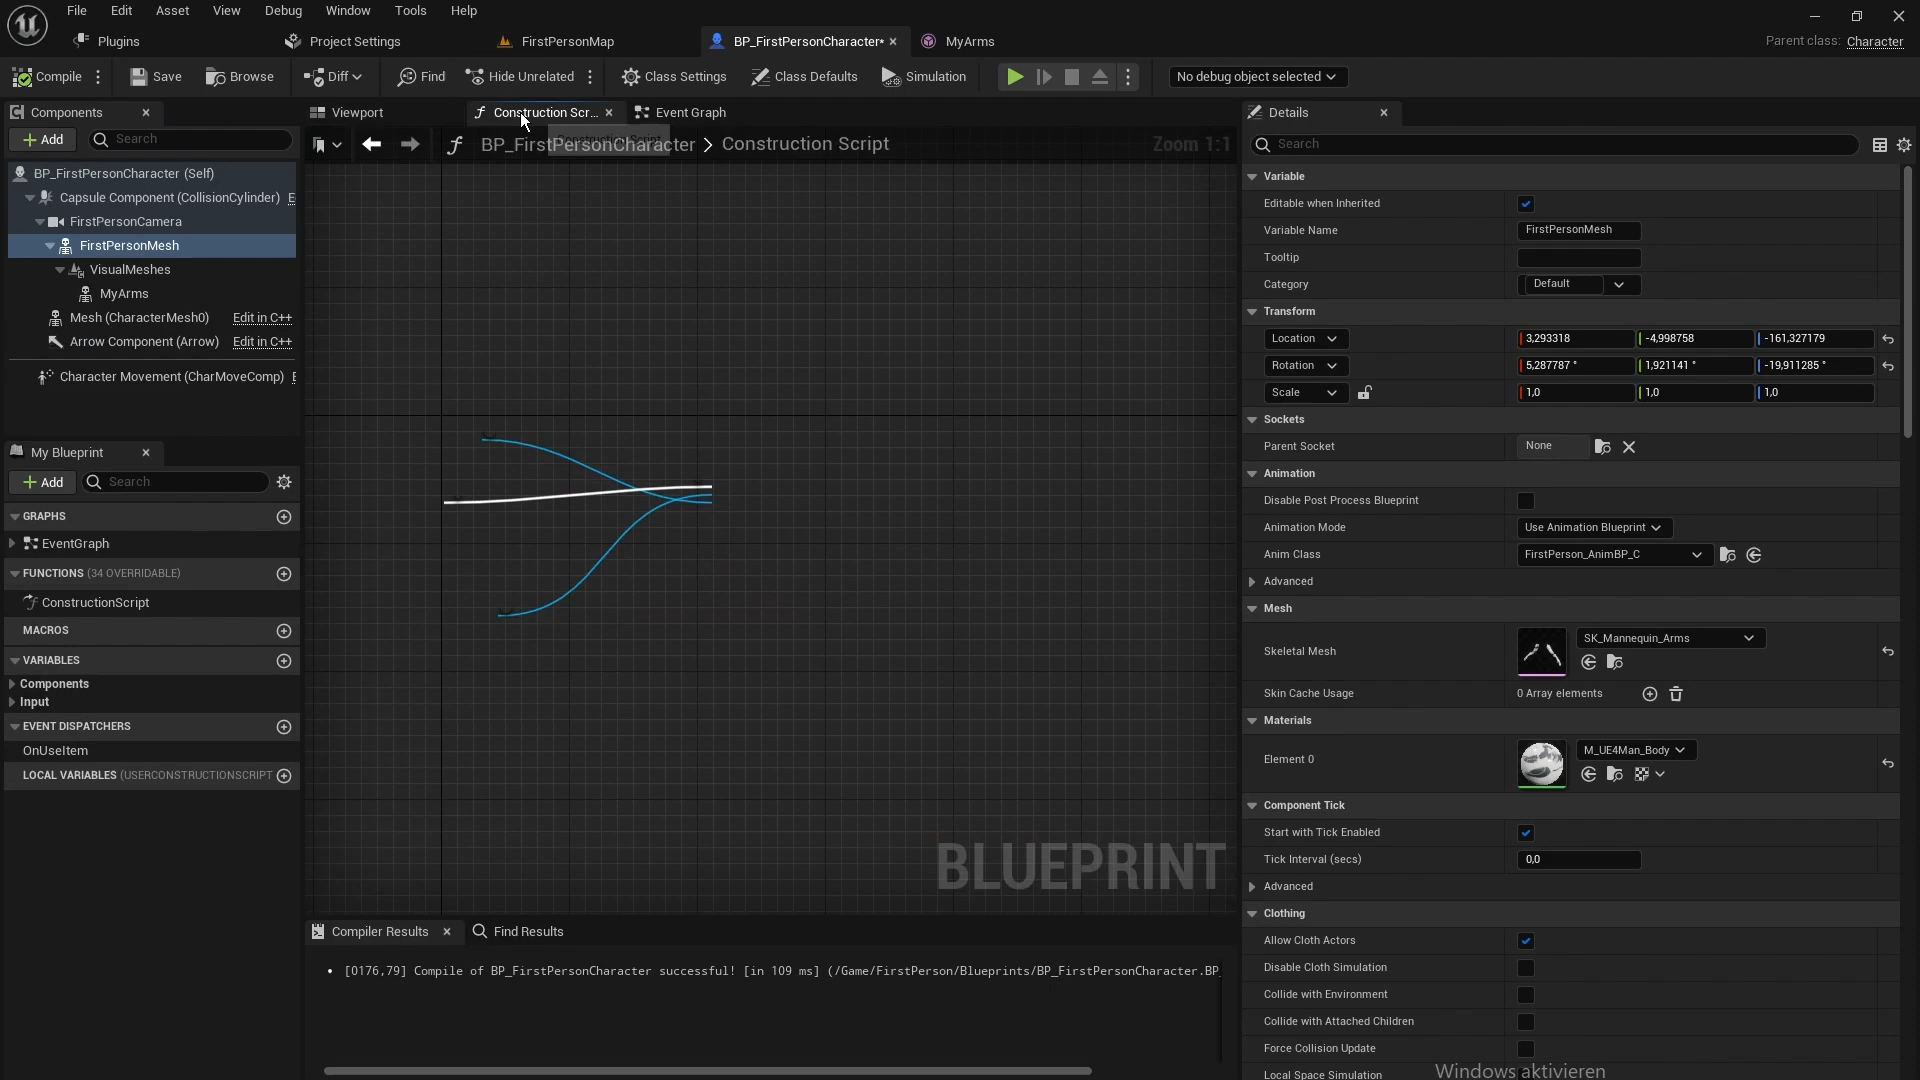 File Edit Asset View Debug Window Tools Help
Plugins Project Settings FirstPersonMap BP_FirstPersonCharacter* MyArms Parent class: Character
Compile Save Browse Diff Find Hide Unrelated Class Settings Class Defaults Simulation No debug object selected
Components
Add Search
BP_FirstPersonCharacter (Self)
Capsule Component (CollisionCylinder) E
FirstPersonCamera
FirstPersonMesh
VisualMeshes
MyArms
Mesh (CharacterMesh0) Edit in C++
Arrow Component (Arrow) Edit in C++
Character Movement (CharMoveComp) E
My Blueprint
Add Search
GRAPHS
EventGraph
FUNCTIONS (34 OVERRIDABLE)
ConstructionScript
MACROS
VARIABLES
Components
Input
EVENT DISPATCHERS
OnUseItem
LOCAL VARIABLES (USERCONSTRUCTIONSCRIPT
Viewport Construction Scr... Event Graph
BP_FirstPersonCharacter > Construction Script Zoom 1:1
Construction Script
BLUEPRINT
Compiler Results Find Results
• [0176,79] Compile of BP_FirstPersonCharacter successful! [in 109 ms] (/Game/FirstPerson/Blueprints/BP_FirstPersonCharacter.BP_
Details
Search
Variable
Editable when Inherited
Variable Name FirstPersonMesh
Tooltip
Category Default
Transform
Location 3,293318 -4,998758 -161,327179
Rotation 5,287787 ° 1,921141 ° -19,911285 °
Scale 1,0 1,0 1,0
Sockets
Parent Socket None
Animation
Disable Post Process Blueprint
Animation Mode Use Animation Blueprint
Anim Class FirstPerson_AnimBP_C
Advanced
Mesh
Skeletal Mesh SK_Mannequin_Arms
Skin Cache Usage 0 Array elements
Materials
Element 0 M_UE4Man_Body
Component Tick
Start with Tick Enabled
Tick Interval (secs) 0,0
Advanced
Clothing
Allow Cloth Actors
Disable Cloth Simulation
Collide with Environment
Collide with Attached Children
Force Collision Update
Local Space Simulation
Windows aktivieren